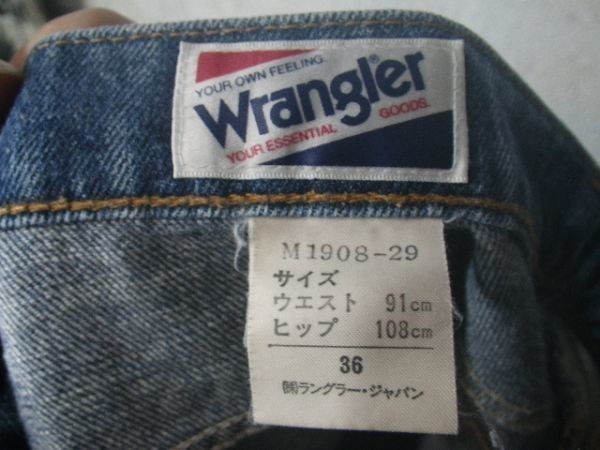 YOUR OWN FEELING
Wrangler®
YOUR ESSENTIAL GOODS.
M1908-29
サイズ
ウエスト 91cm
ヒップ 108cm
36
㈱ラングラー・ジャパン